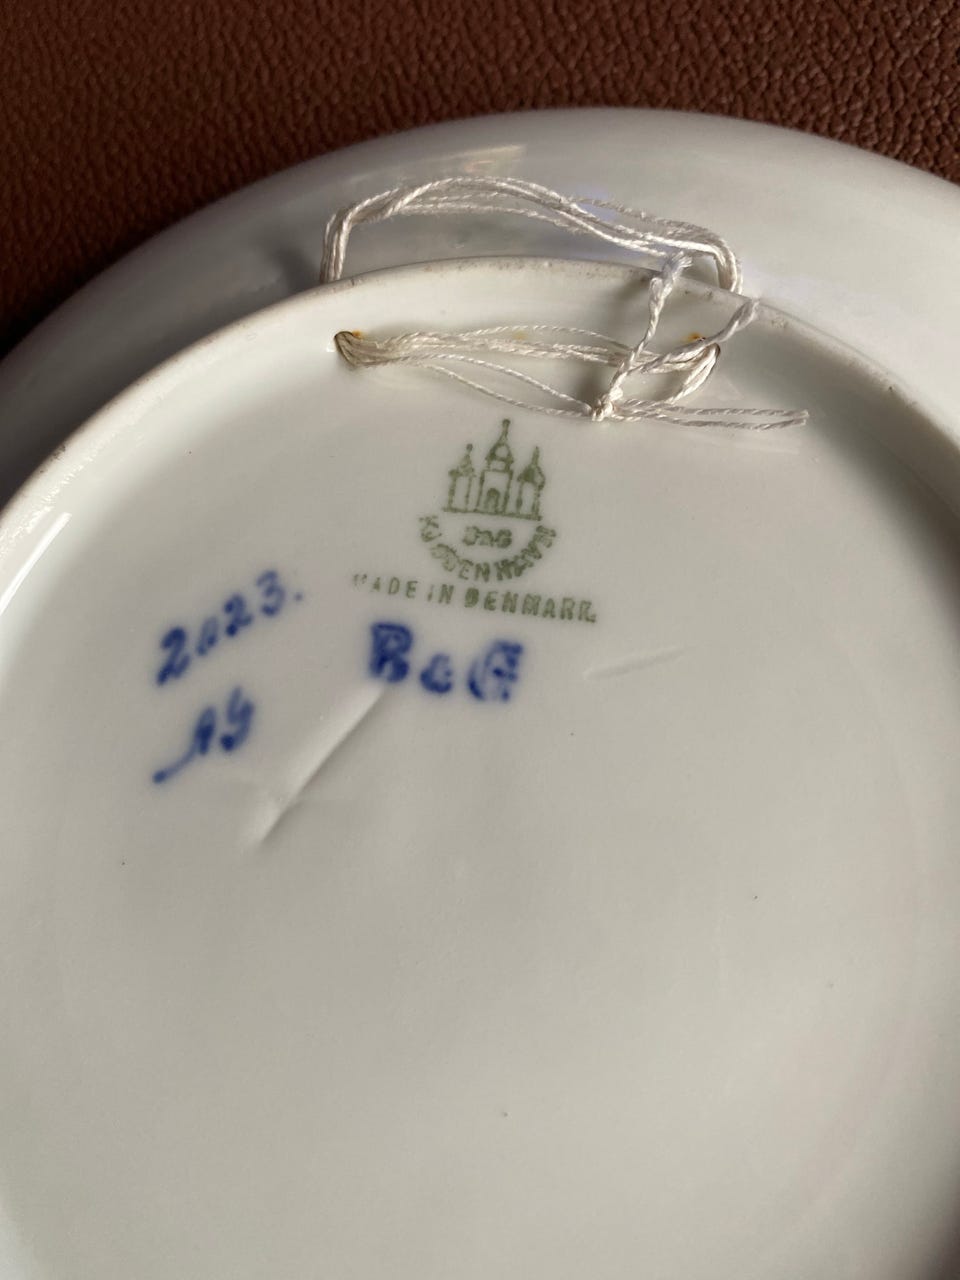 B&G
KJØBENHAVN
MADE IN DENMARK.
2023.
B&G